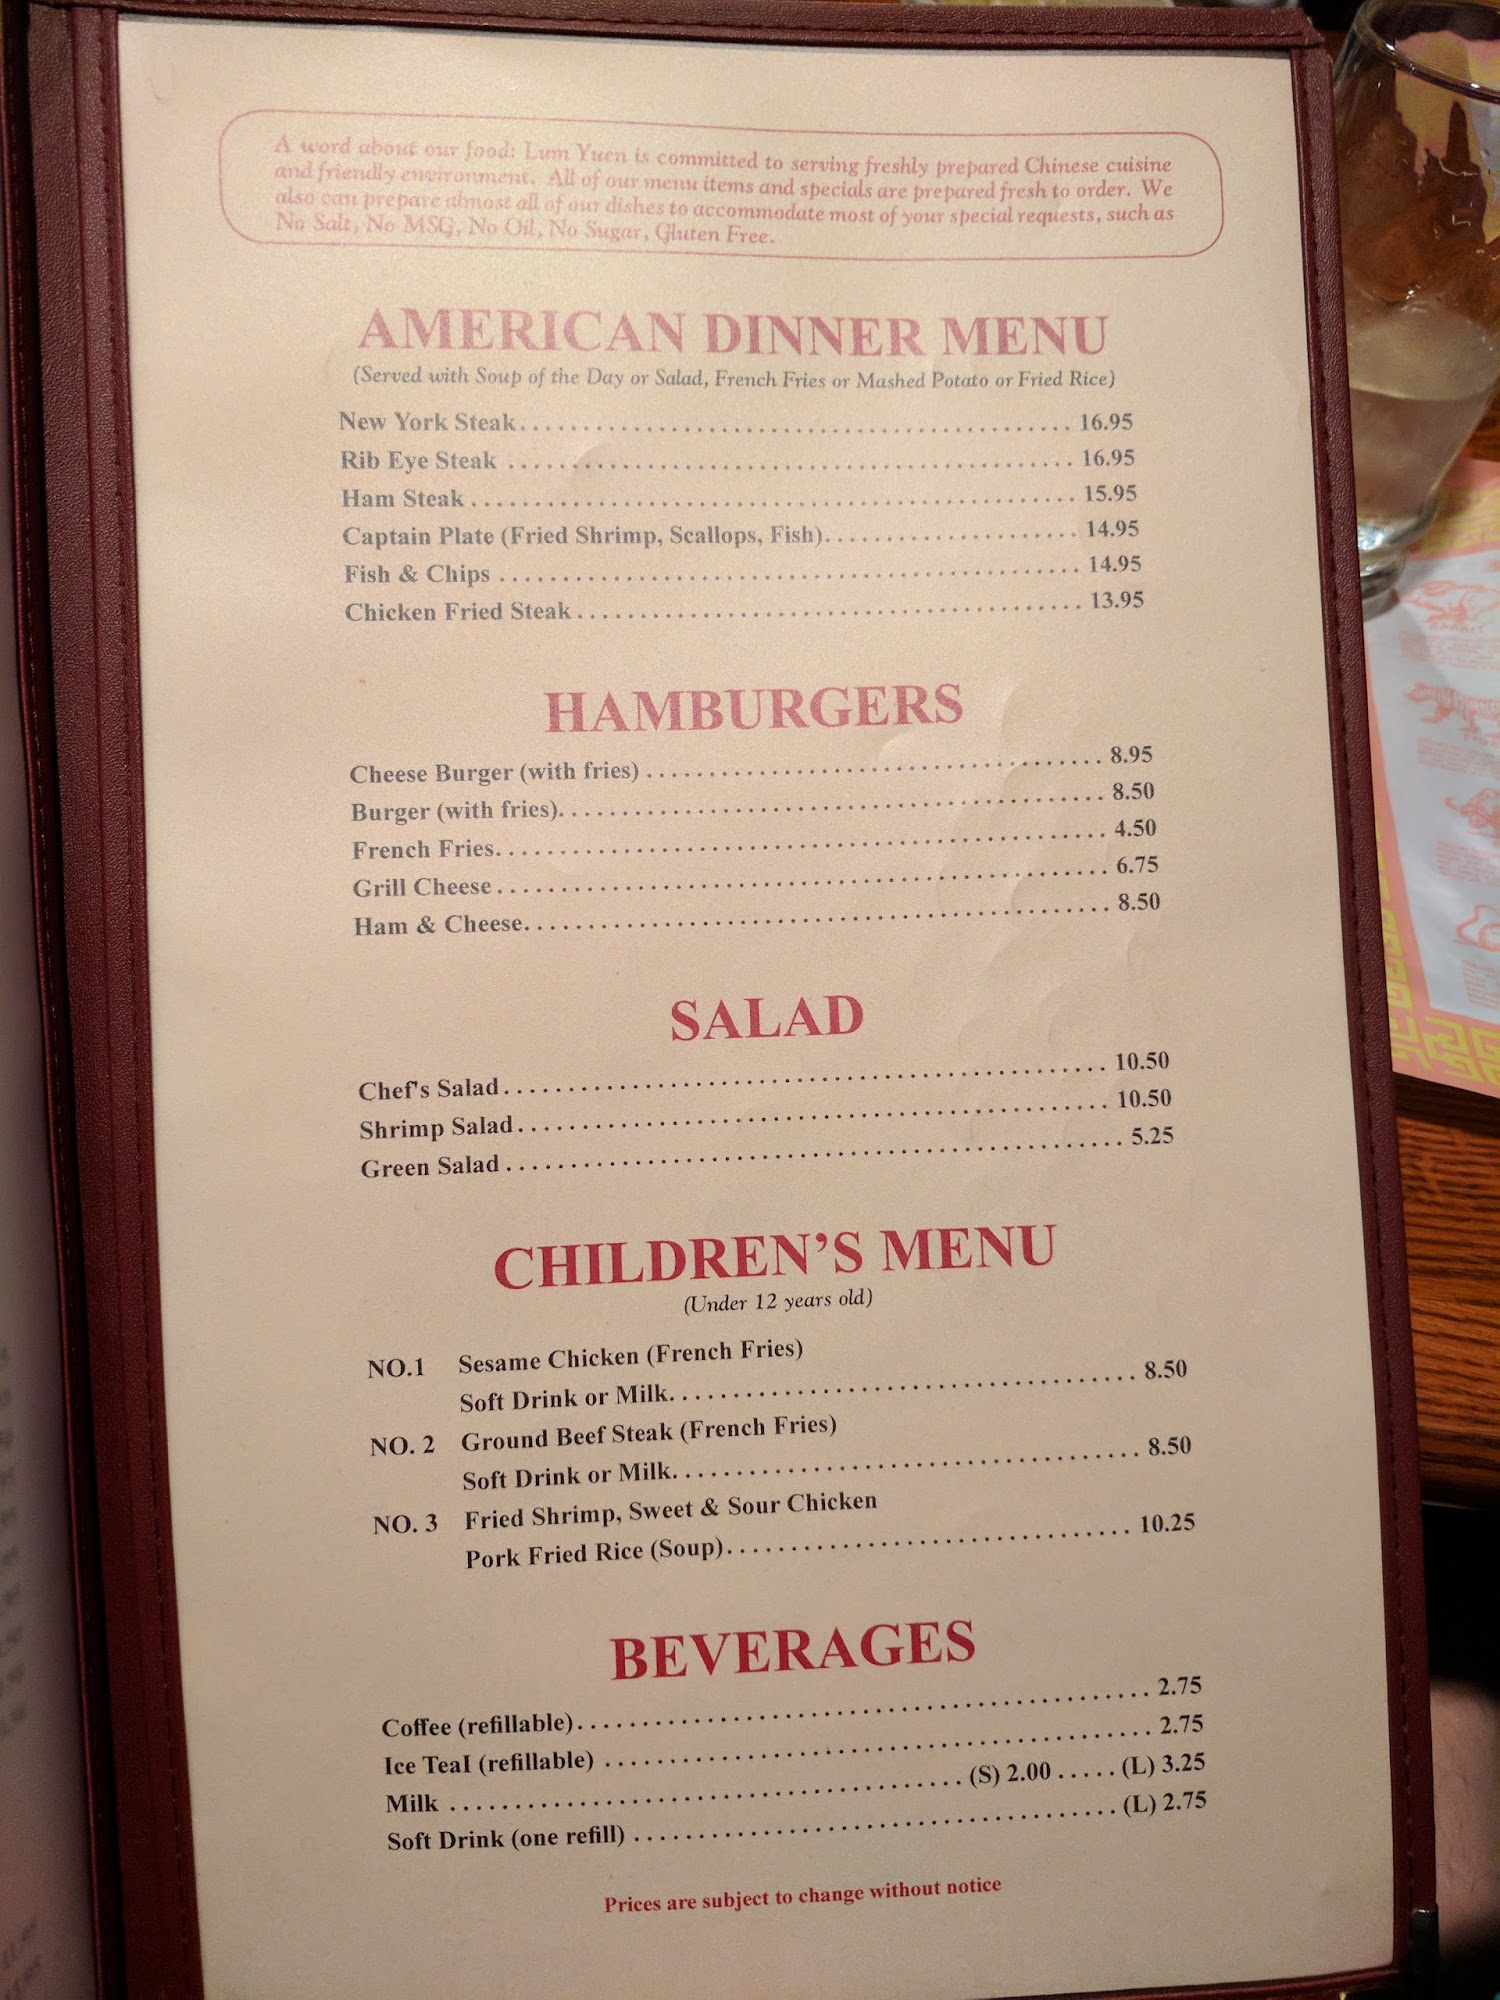 A word about our food: Lum Yuen is committed to serving freshly prepared Chinese cuisine
and friendly environment. All of our menu items and specials are prepared fresh to order. We
also can prepare almost all of our dishes to accommodate most of your special requests, such as
No Salt, No MSG, No Oil, No Sugar, Gluten Free.
AMERICAN DINNER MENU
(Served with Soup of the Day or Salad, French Fries or Mashed Potato or Fried Rice)
New York Steak 16.95
Rib Eye Steak 16.95
Ham Steak 15.95
Captain Plate (Fried Shrimp, Scallops, Fish) 14.95
Fish & Chips 14.95
Chicken Fried Steak 13.95
HAMBURGERS
Cheese Burger (with fries) 8.95
Burger (with fries) 8.50
French Fries 4.50
Grill Cheese 6.75
Ham & Cheese 8.50
SALAD
Chef's Salad 10.50
Shrimp Salad 10.50
Green Salad 5.25
CHILDREN'S MENU
(Under 12 years old)
NO.1 Sesame Chicken (French Fries)
Soft Drink or Milk 8.50
NO. 2 Ground Beef Steak (French Fries)
Soft Drink or Milk 8.50
NO. 3 Fried Shrimp, Sweet & Sour Chicken
Pork Fried Rice (Soup) 10.25
BEVERAGES
Coffee (refillable) 2.75
Ice TeaI (refillable) 2.75
Milk (S) 2.00 (L) 3.25
Soft Drink (one refill) (L) 2.75
Prices are subject to change without notice